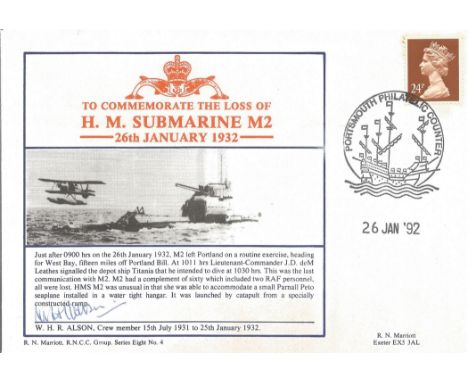 TO COMMEMORATE THE LOSS OF
H. M. SUBMARINE M2
26th JANUARY 1932
Just after 0900 hrs on the 26th January 1932, M2 left Portland on a routine exercise, heading
for West Bay, fifteen miles off Portland Bill. At 1011 hrs Lieutenant-Commander J.D. deM
Leathes signalled the depot ship Titania that he intended to dive at 1030 hrs. This was the last
communication with M2. M2 had a complement of sixty which included two RAF personnel,
all were lost. HMS M2 was unusual in that she was able to accommodate a small Parnall Peto
seaplane installed in a water tight hangar. It was launched by catapult from a specially
constructed ramp.
W. H. R. ALSON, Crew member 15th July 1931 to 25th January 1932.
R. N. Marriott, R.N.C.C. Group. Series Eight No. 4
24P
PORTSMOUTH PHILATELIC COUNTER
26 JAN '92
R. N. Marriott
Exeter EX5 3AL